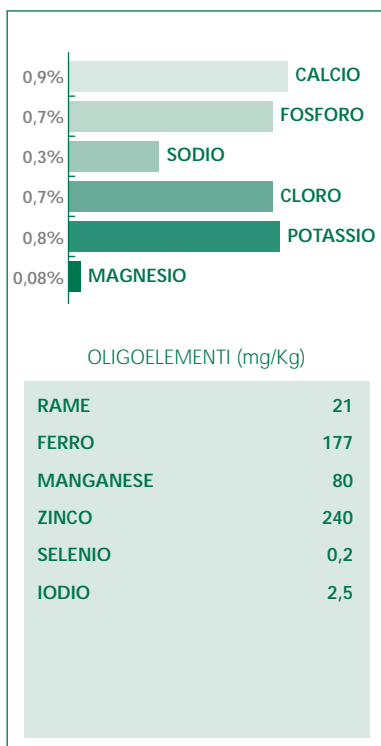 0,9% CALCIO
0,7% FOSFORO
0,3% SODIO
0,7% CLORO
0,8% POTASSIO
0,08% MAGNESIO
OLIGOELEMENTI (mg/Kg)
RAME 21
FERRO 177
MANGANESE 80
ZINCO 240
SELENIO 0,2
IODIO 2,5